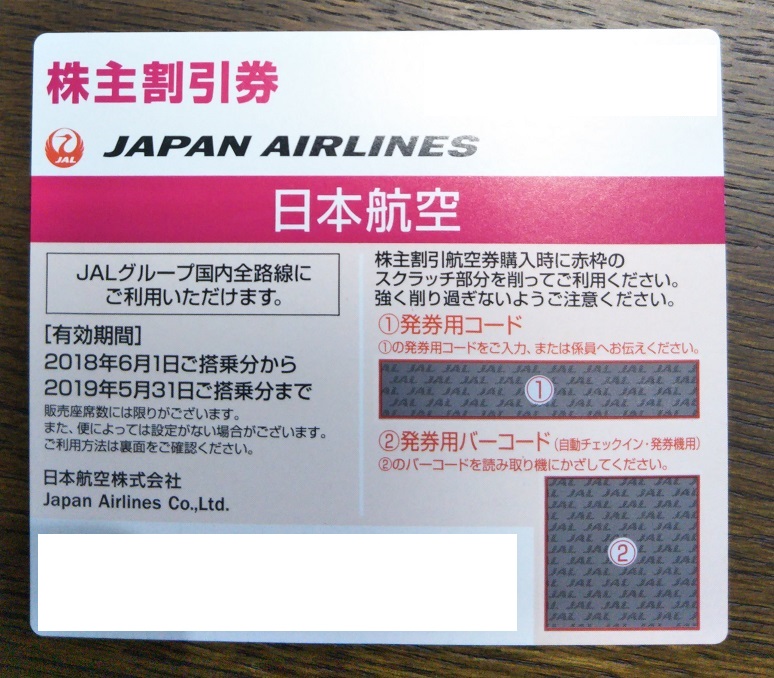 株主割引券
JAL
JAPAN AIRLINES
日本航空
JALグループ国内全路線に
ご利用いただけます。
[有効期間]
2018年6月1日ご搭乗分から
2019年5月31日ご搭乗分まで
販売座席数には限りがございます。
また、便によっては設定がない場合がございます。
ご利用方法は裏面をご確認ください。
日本航空株式会社
Japan Airlines Co.,Ltd.
株主割引航空券購入時に赤枠の
スクラッチ部分を削ってご利用ください。
強く削り過ぎないようご注意ください。
①発券用コード
①の発券用コードをご入力、または係員へお伝えください。
①
②発券用バーコード(自動チェックイン・発券機用)
②のバーコードを読み取り機にかざしてください。
②